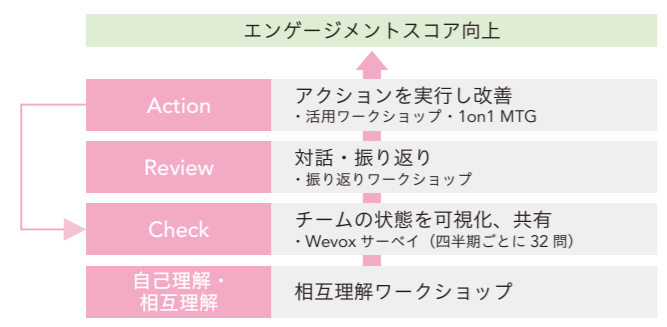 エンゲージメントスコア向上
Action
アクションを実行し改善
・活用ワークショップ・1on1 MTG
Review
対話・振り返り
・振り返りワークショップ
Check
チームの状態を可視化、共有
・Wevox サーベイ（四半期ごとに 32 問）
自己理解・
相互理解
相互理解ワークショップ